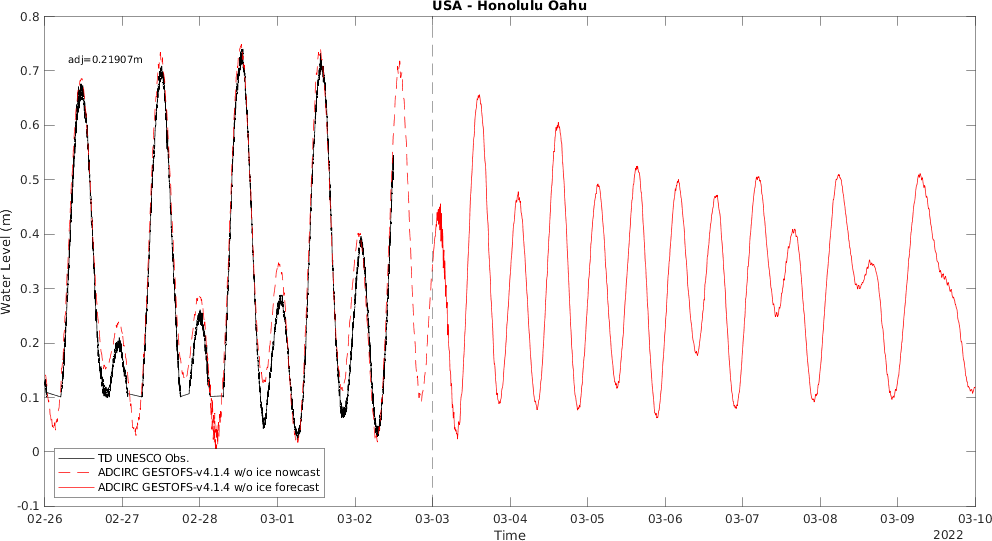 USA - Honolulu Oahu
adj=0.21907m
0.8
0.7
0.6
0.5
0.4
0.3
0.2
0.1
0
-0.1
Water Level (m)
TD UNESCO Obs.
ADCIRC GESTOFS-v4.1.4 w/o ice nowcast
ADCIRC GESTOFS-v4.1.4 w/o ice forecast
02-26 02-27 02-28 03-01 03-02 03-03 03-04 03-05 03-06 03-07 03-08 03-09 03-10
Time
2022